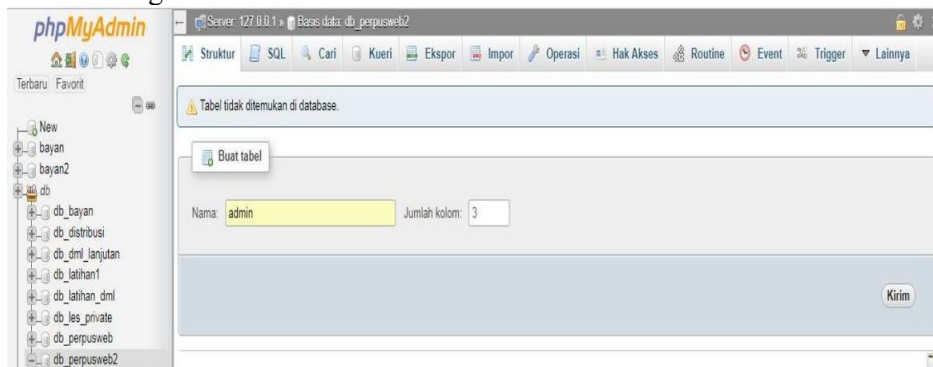 phpMyAdmin
Terbaru Favorit
New
bayan
bayan2
db
db_bayan
db_distribusi
db_dml_lanjutan
db_latihan1
db_latihan_dml
db_les_private
db_perpusweb
db_perpusweb2
Server: 127.0.0.1 » Basis data: db_perpusweb2
Struktur SQL Cari Kueri Ekspor Impor Operasi Hak Akses Routine Event Trigger Lainnya
Tabel tidak ditemukan di database.
Buat tabel
Nama: admin Jumlah kolom: 3
Kirim